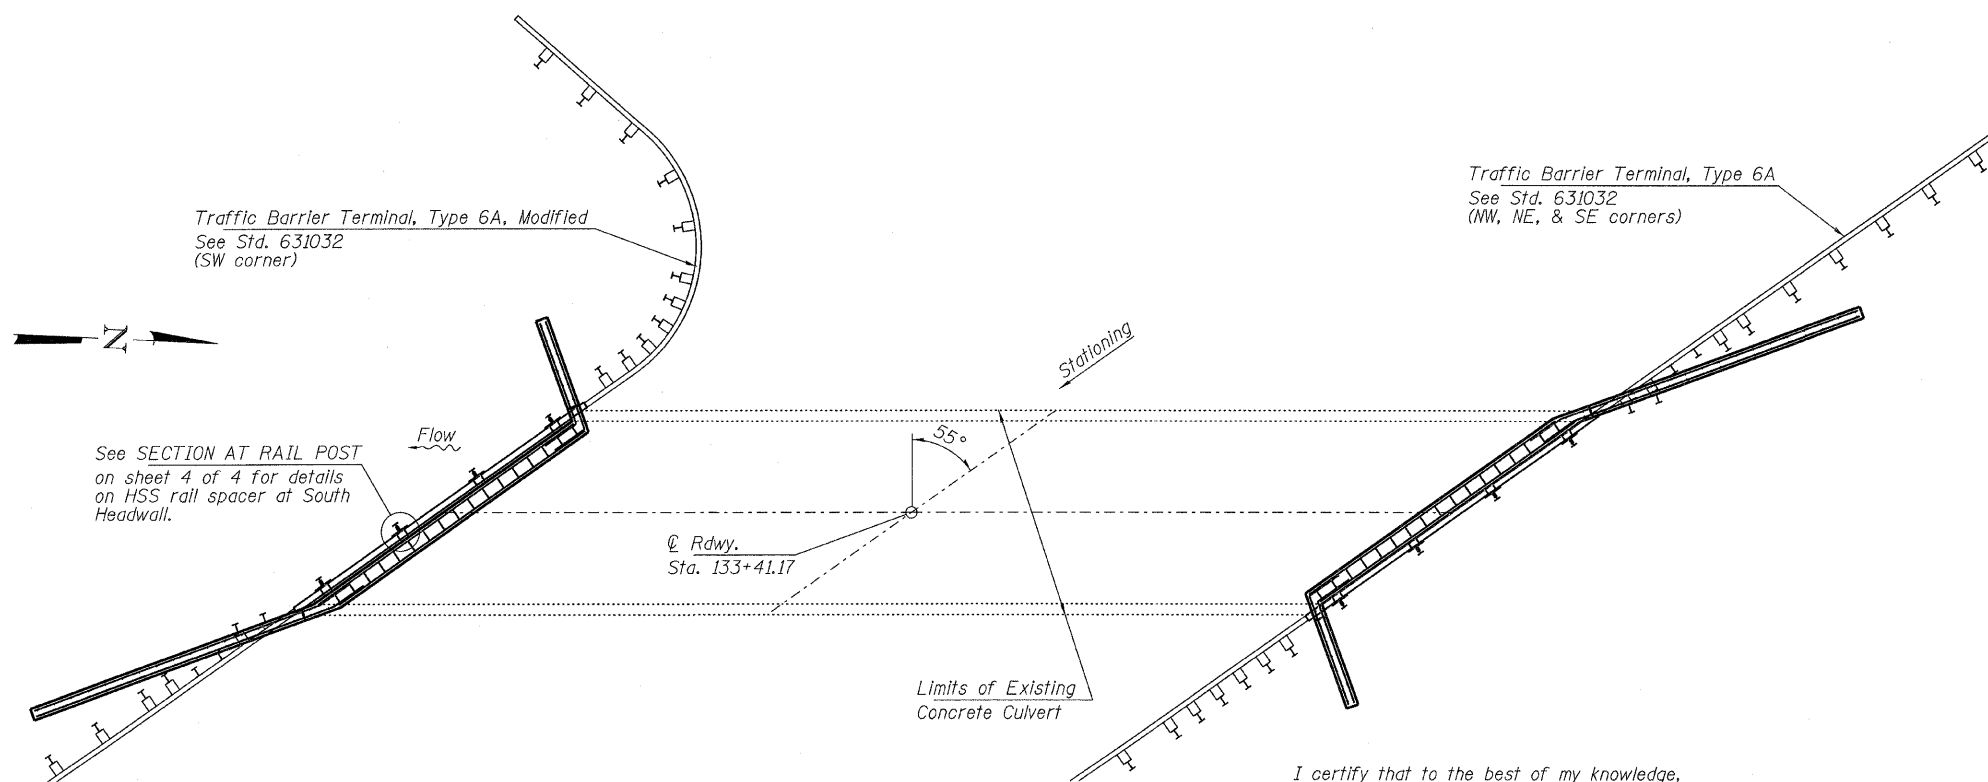 Traffic Barrier Terminal, Type 6A, Modified
See Std. 631032
(SW corner)
Traffic Barrier Terminal, Type 6A
See Std. 631032
(NW, NE, & SE corners)
N
Stationing
55°
Flow
See SECTION AT RAIL POST
on sheet 4 of 4 for details
on HSS rail spacer at South
Headwall.
℄ Rdwy.
Sta. 133+41.17
Limits of Existing
Concrete Culvert
I certify that to the best of my knowledge,